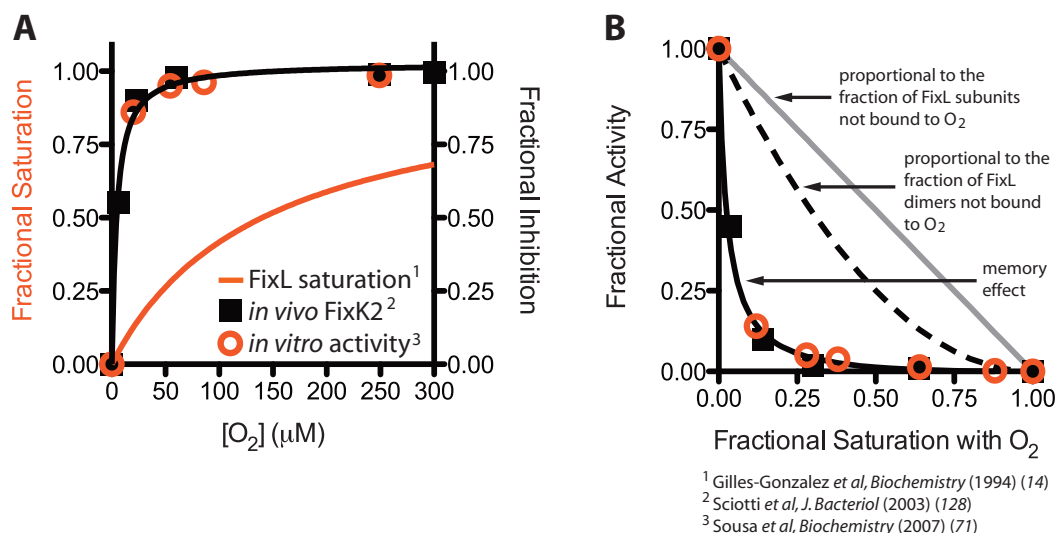 A
Fractional Saturation
1.00
0.75
0.50
0.25
0.00
1.00
0.75
0.50
0.25
0.00
Fractional Inhibition
FixL saturation¹
in vivo FixK2²
in vitro activity³
0 50 100 150 200 250 300
[O₂] (μM)
B
Fractional Activity
1.00
0.75
0.50
0.25
0.00
proportional to the
fraction of FixL subunits
not bound to O₂
proportional to the
fraction of FixL
dimers not bound
to O₂
memory
effect
0.00 0.25 0.50 0.75 1.00
Fractional Saturation with O₂
¹ Gilles-Gonzalez et al, Biochemistry (1994) (14)
² Sciotti et al, J. Bacteriol (2003) (128)
³ Sousa et al, Biochemistry (2007) (71)